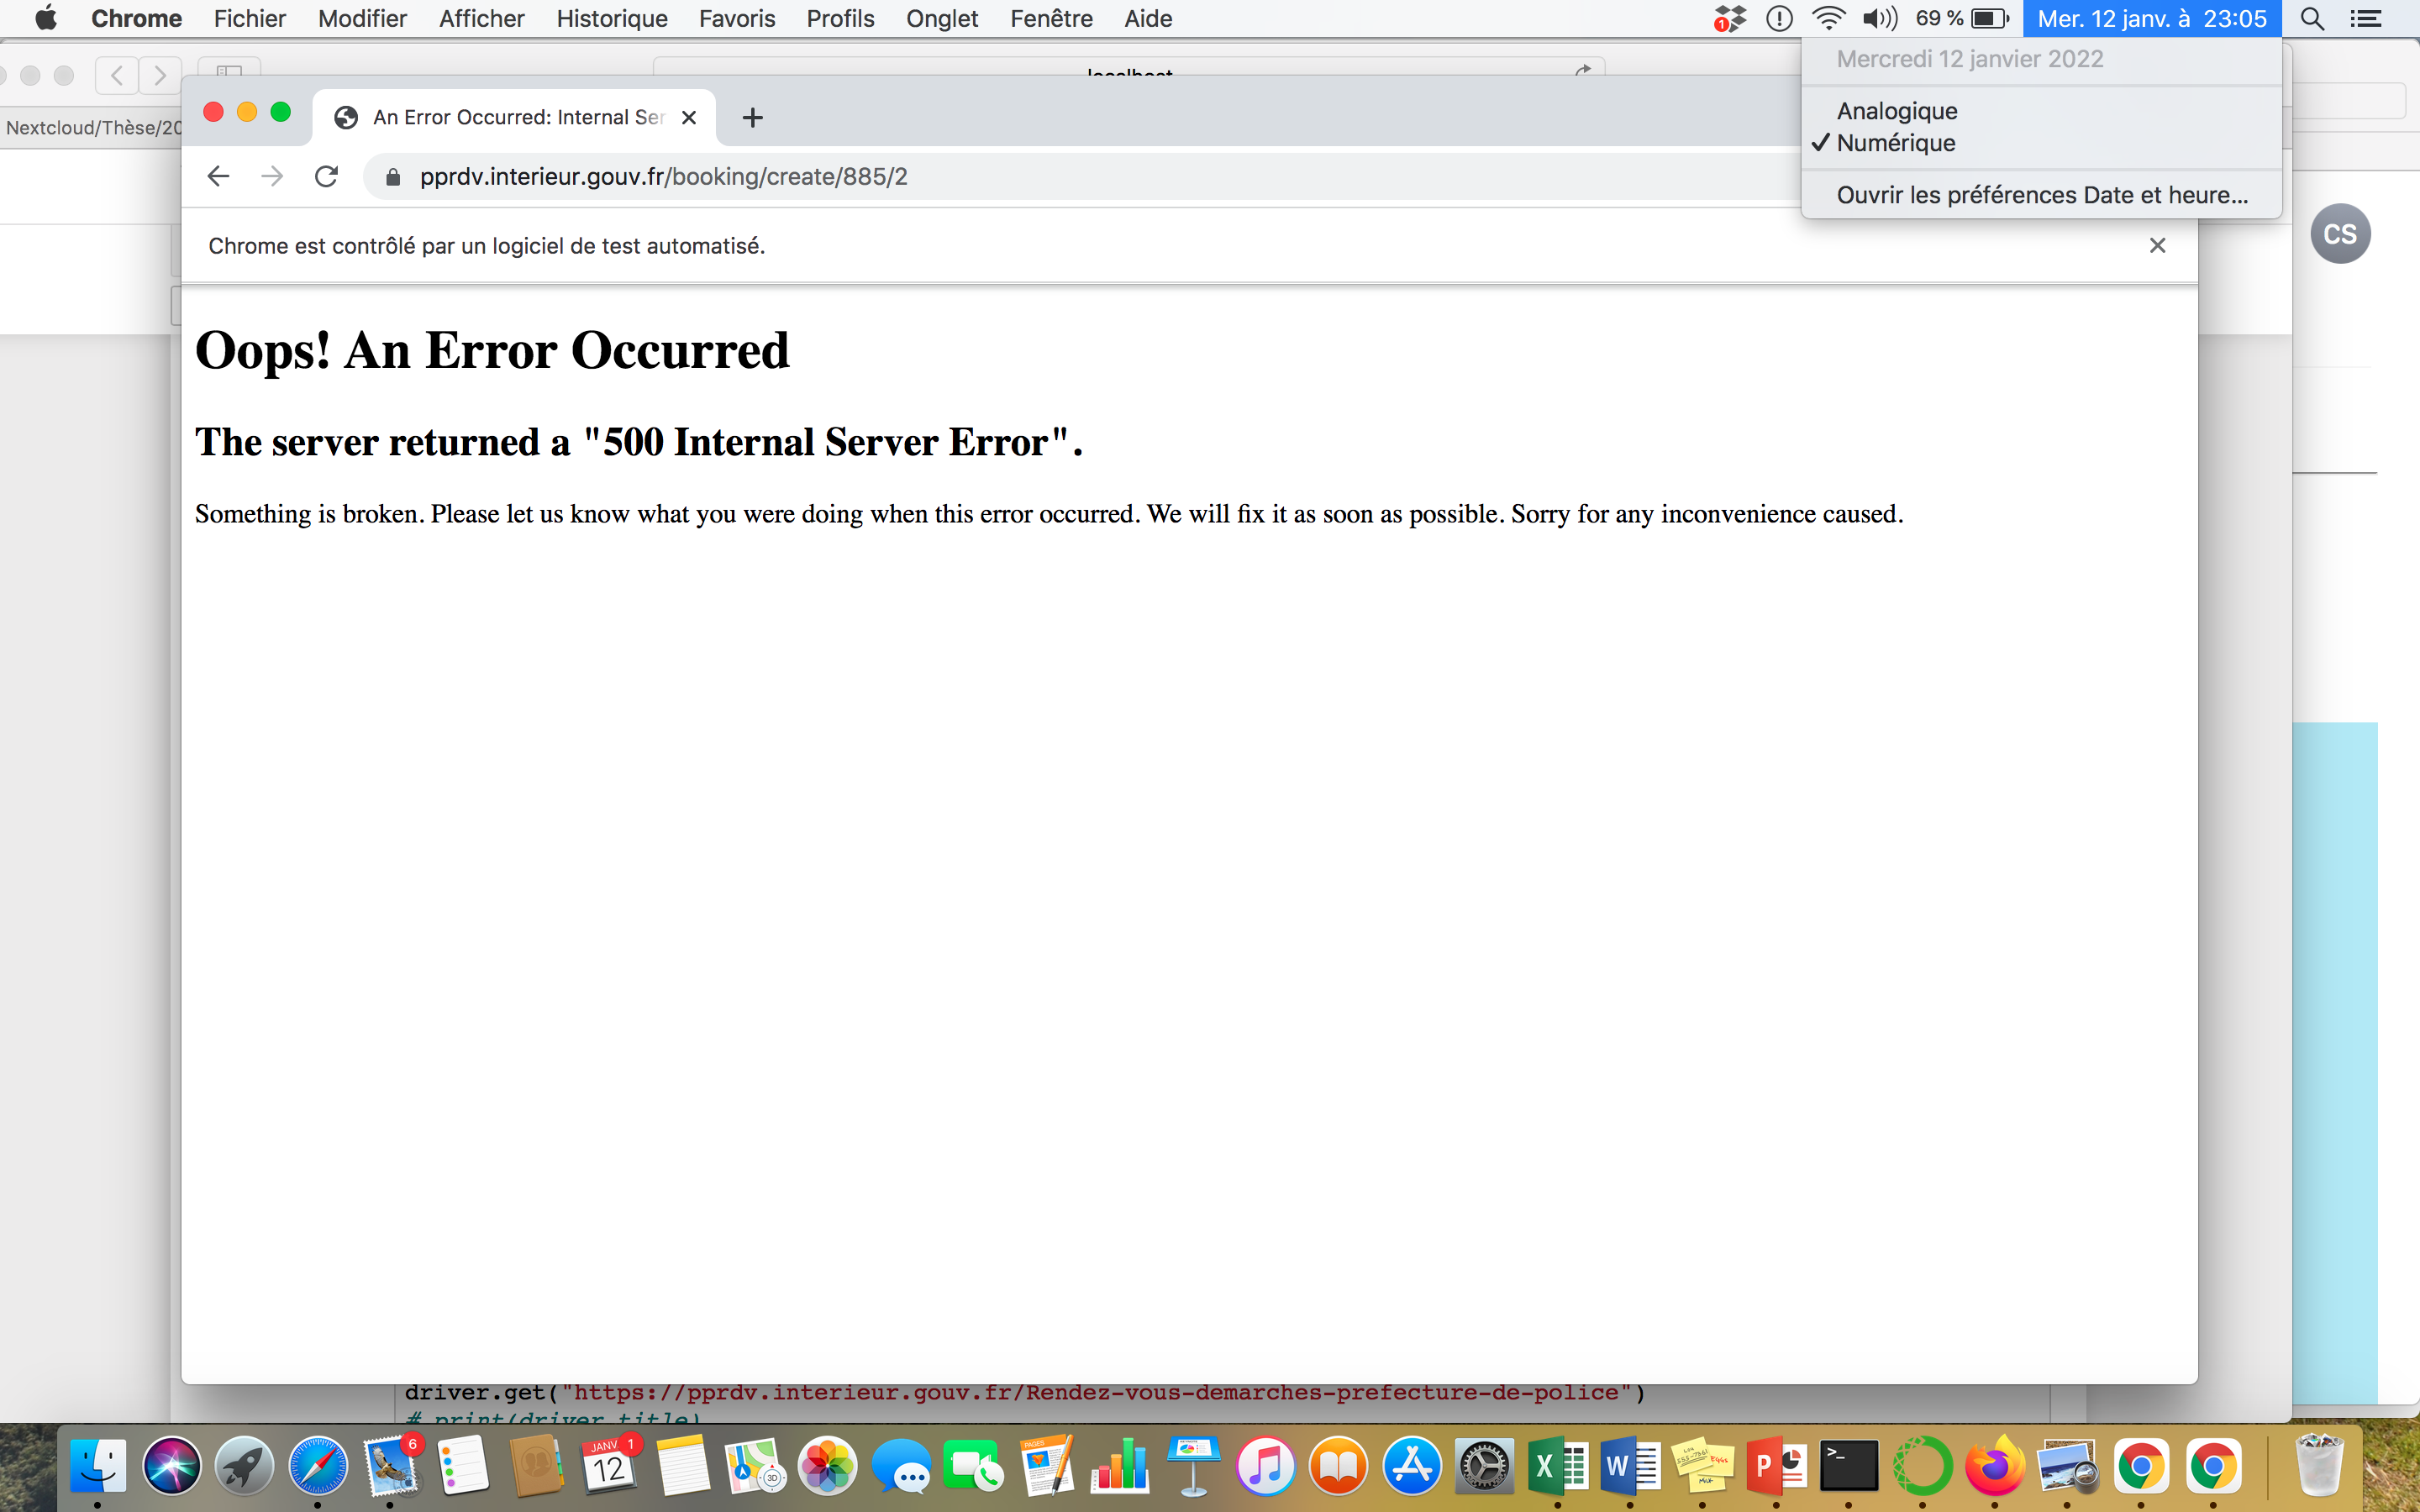 Chrome Fichier Modifier Afficher Historique Favoris Profils Onglet Fenêtre Aide
1 69 % Mer. 12 janv. à 23:05
Mercredi 12 janvier 2022
Analogique
✓ Numérique
Ouvrir les préférences Date et heure...
localhost
Nextcloud/Thèse/20
An Error Occurred: Internal Ser
pprdv.interieur.gouv.fr/booking/create/885/2
CS
Chrome est contrôlé par un logiciel de test automatisé.
Oops! An Error Occurred
The server returned a "500 Internal Server Error".
Something is broken. Please let us know what you were doing when this error occurred. We will fix it as soon as possible. Sorry for any inconvenience caused.
driver.get("https://pprdv.interieur.gouv.fr/Rendez-vous-demarches-prefecture-de-police")
# print(driver.title)
6
JANV 1
12
3D
PAGES
X
W
P
>_